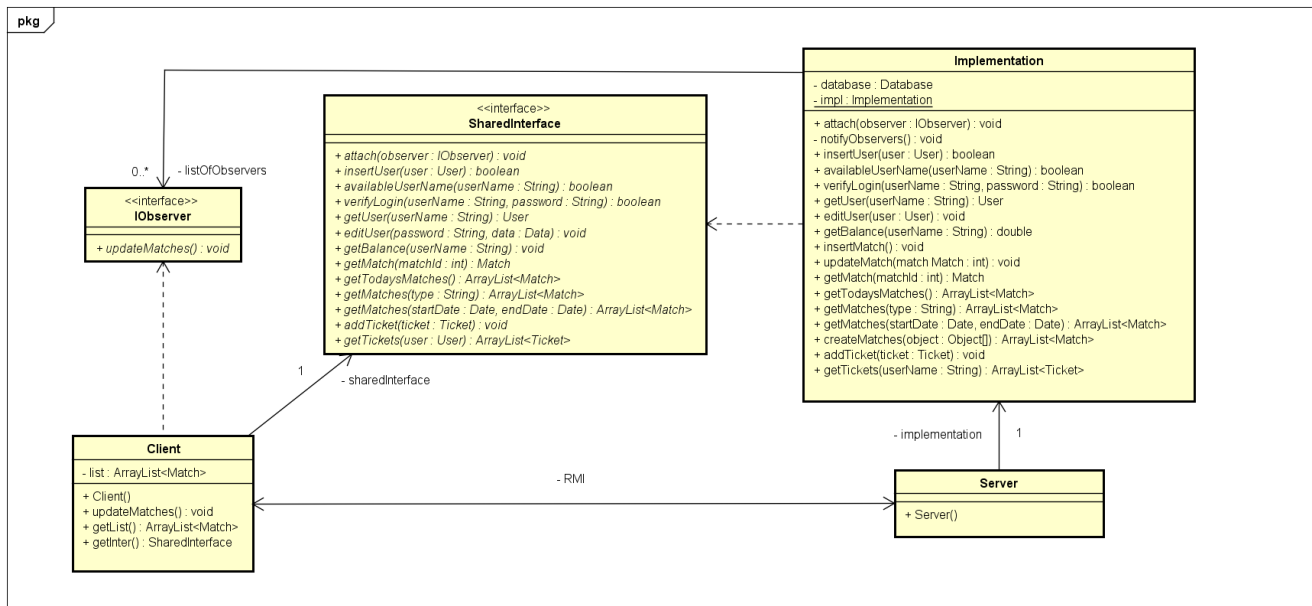 pkg
Implementation
- database : Database
- impl : Implementation
+ attach(observer : IObserver) : void
- notifyObservers() : void
+ insertUser(user : User) : boolean
+ availableUserName(userName : String) : boolean
+ verifyLogin(userName : String, password : String) : boolean
+ getUser(userName : String) : User
+ editUser(user : User) : void
+ getBalance(userName : String) : double
+ insertMatch() : void
+ updateMatch(match Match : int) : void
+ getMatch(matchId : int) : Match
+ getTodaysMatches() : ArrayList<Match>
+ getMatches(type : String) : ArrayList<Match>
+ getMatches(startDate : Date, endDate : Date) : ArrayList<Match>
+ createMatches(object : Object[]) : ArrayList<Match>
+ addTicket(ticket : Ticket) : void
+ getTickets(userName : String) : ArrayList<Ticket>
<<interface>>
SharedInterface
+ attach(observer : IObserver) : void
+ insertUser(user : User) : boolean
+ availableUserName(userName : String) : boolean
+ verifyLogin(userName : String, password : String) : boolean
+ getUser(userName : String) : User
+ editUser(password : String, data : Data) : void
+ getBalance(userName : String) : void
+ getMatch(matchId : int) : Match
+ getTodaysMatches() : ArrayList<Match>
+ getMatches(type : String) : ArrayList<Match>
+ getMatches(startDate : Date, endDate : Date) : ArrayList<Match>
+ addTicket(ticket : Ticket) : void
+ getTickets(user : User) : ArrayList<Ticket>
0..*
- listOfObservers
<<interface>>
IObserver
+ updateMatches() : void
1
- sharedInterface
Client
- list : ArrayList<Match>
+ Client()
+ updateMatches() : void
+ getList() : ArrayList<Match>
+ getInter() : SharedInterface
- RMI
- implementation
1
Server
+ Server()